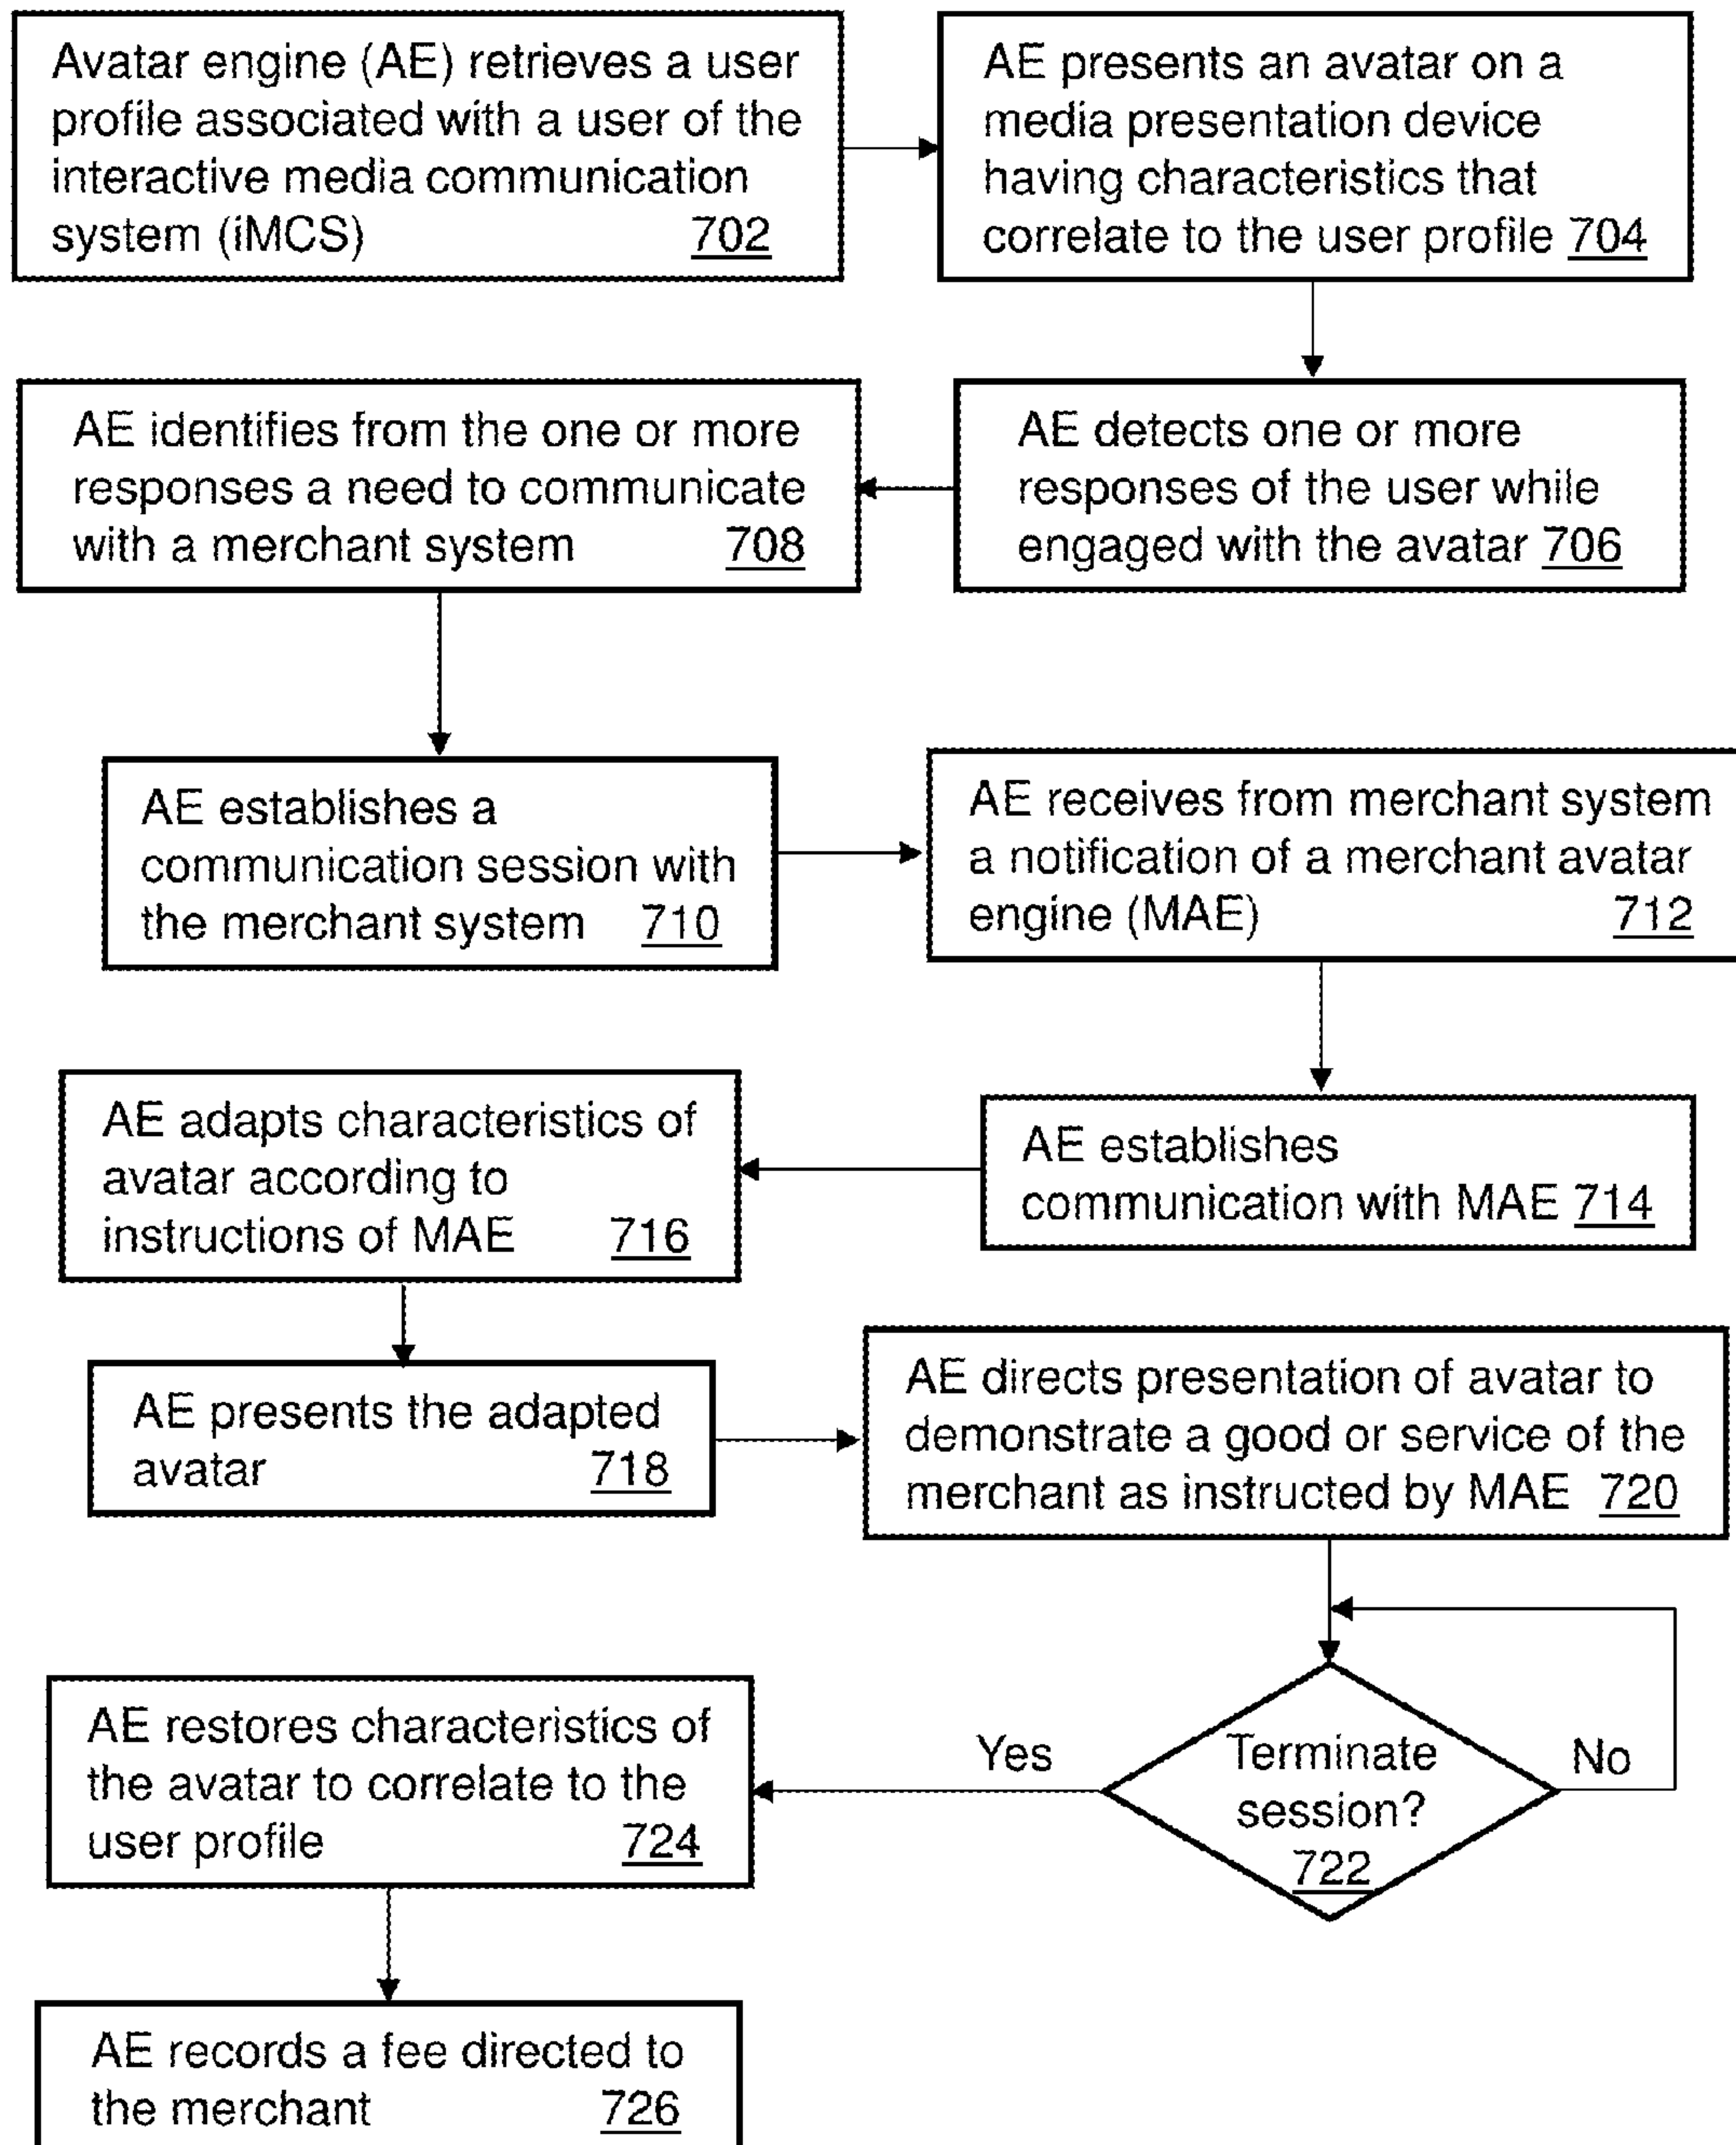 Avatar engine (AE) retrieves a user
profile associated with a user of the
interactive media communication
system (iMCS) 702
AE presents an avatar on a
media presentation device
having characteristics that
correlate to the user profile 704
AE detects one or more
responses of the user while
engaged with the avatar 706
AE identifies from the one or more
responses a need to communicate
with a merchant system 708
AE establishes a
communication session with
the merchant system 710
AE receives from merchant system
a notification of a merchant avatar
engine (MAE) 712
AE establishes
communication with MAE 714
AE adapts characteristics of
avatar according to
instructions of MAE 716
AE presents the adapted
avatar 718
AE directs presentation of avatar to
demonstrate a good or service of the
merchant as instructed by MAE 720
Terminate
session?
722
No
Yes
AE restores characteristics of
the avatar to correlate to the
user profile 724
AE records a fee directed to
the merchant 726